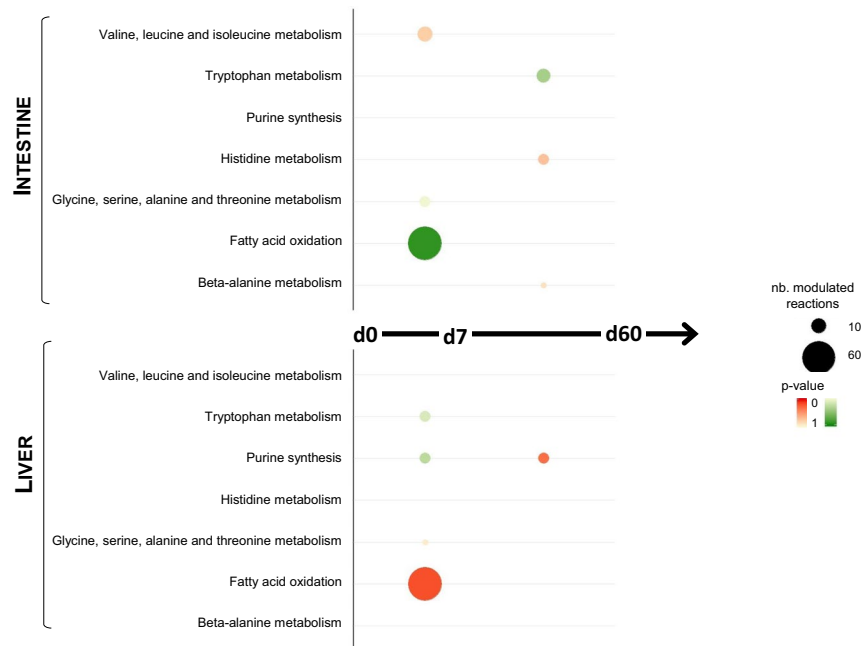 INTESTINE
Valine, leucine and isoleucine metabolism
Tryptophan metabolism
Purine synthesis
Histidine metabolism
Glycine, serine, alanine and threonine metabolism
Fatty acid oxidation
Beta-alanine metabolism
d0 d7 d60
LIVER
Valine, leucine and isoleucine metabolism
Tryptophan metabolism
Purine synthesis
Histidine metabolism
Glycine, serine, alanine and threonine metabolism
Fatty acid oxidation
Beta-alanine metabolism
nb. modulated
reactions
10
60
p-value
0
1